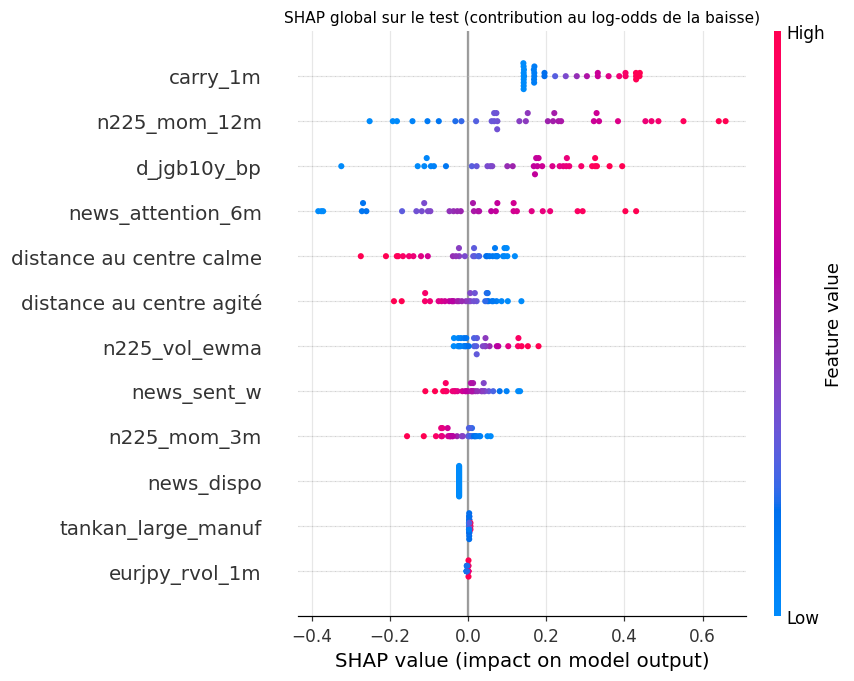 SHAP global sur le test (contribution au log-odds de la baisse)
High
carry_1m
n225_mom_12m
d_jgb10y_bp
news_attention_6m
distance au centre calme
distance au centre agité
n225_vol_ewma
news_sent_w
n225_mom_3m
news_dispo
tankan_large_manuf
eurjpy_rvol_1m
Feature value
Low
−0.4 −0.2 0.0 0.2 0.4 0.6
SHAP value (impact on model output)